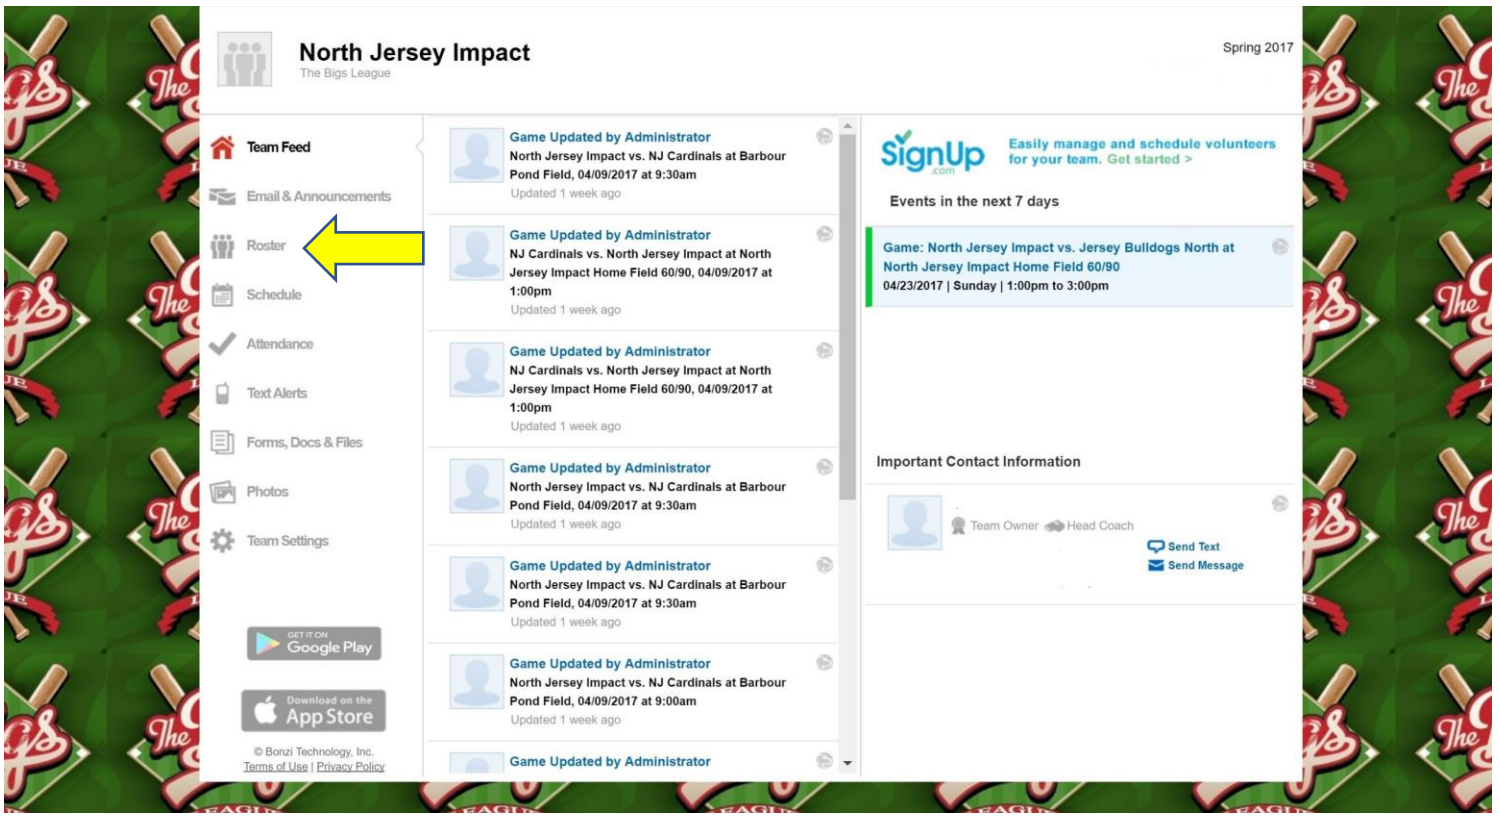 North Jersey Impact
The Bigs League
Spring 2017
Team Feed
Email & Announcements
Roster
Schedule
Attendance
Text Alerts
Forms, Docs & Files
Photos
Team Settings
GET IT ON
Google Play
Download on the
App Store
© Bonzi Technology, Inc.
Terms of Use | Privacy Policy
Game Updated by Administrator
North Jersey Impact vs. NJ Cardinals at Barbour
Pond Field, 04/09/2017 at 9:30am
Updated 1 week ago
Game Updated by Administrator
NJ Cardinals vs. North Jersey Impact at North
Jersey Impact Home Field 60/90, 04/09/2017 at
1:00pm
Updated 1 week ago
Game Updated by Administrator
NJ Cardinals vs. North Jersey Impact at North
Jersey Impact Home Field 60/90, 04/09/2017 at
1:00pm
Updated 1 week ago
Game Updated by Administrator
North Jersey Impact vs. NJ Cardinals at Barbour
Pond Field, 04/09/2017 at 9:30am
Updated 1 week ago
Game Updated by Administrator
North Jersey Impact vs. NJ Cardinals at Barbour
Pond Field, 04/09/2017 at 9:30am
Updated 1 week ago
Game Updated by Administrator
North Jersey Impact vs. NJ Cardinals at Barbour
Pond Field, 04/09/2017 at 9:00am
Updated 1 week ago
Game Updated by Administrator
SignUp
.com
Easily manage and schedule volunteers
for your team. Get started >
Events in the next 7 days
Game: North Jersey Impact vs. Jersey Bulldogs North at
North Jersey Impact Home Field 60/90
04/23/2017 | Sunday | 1:00pm to 3:00pm
Important Contact Information
Team Owner Head Coach
Send Text
Send Message
The
The
The
The
The
The
The
The